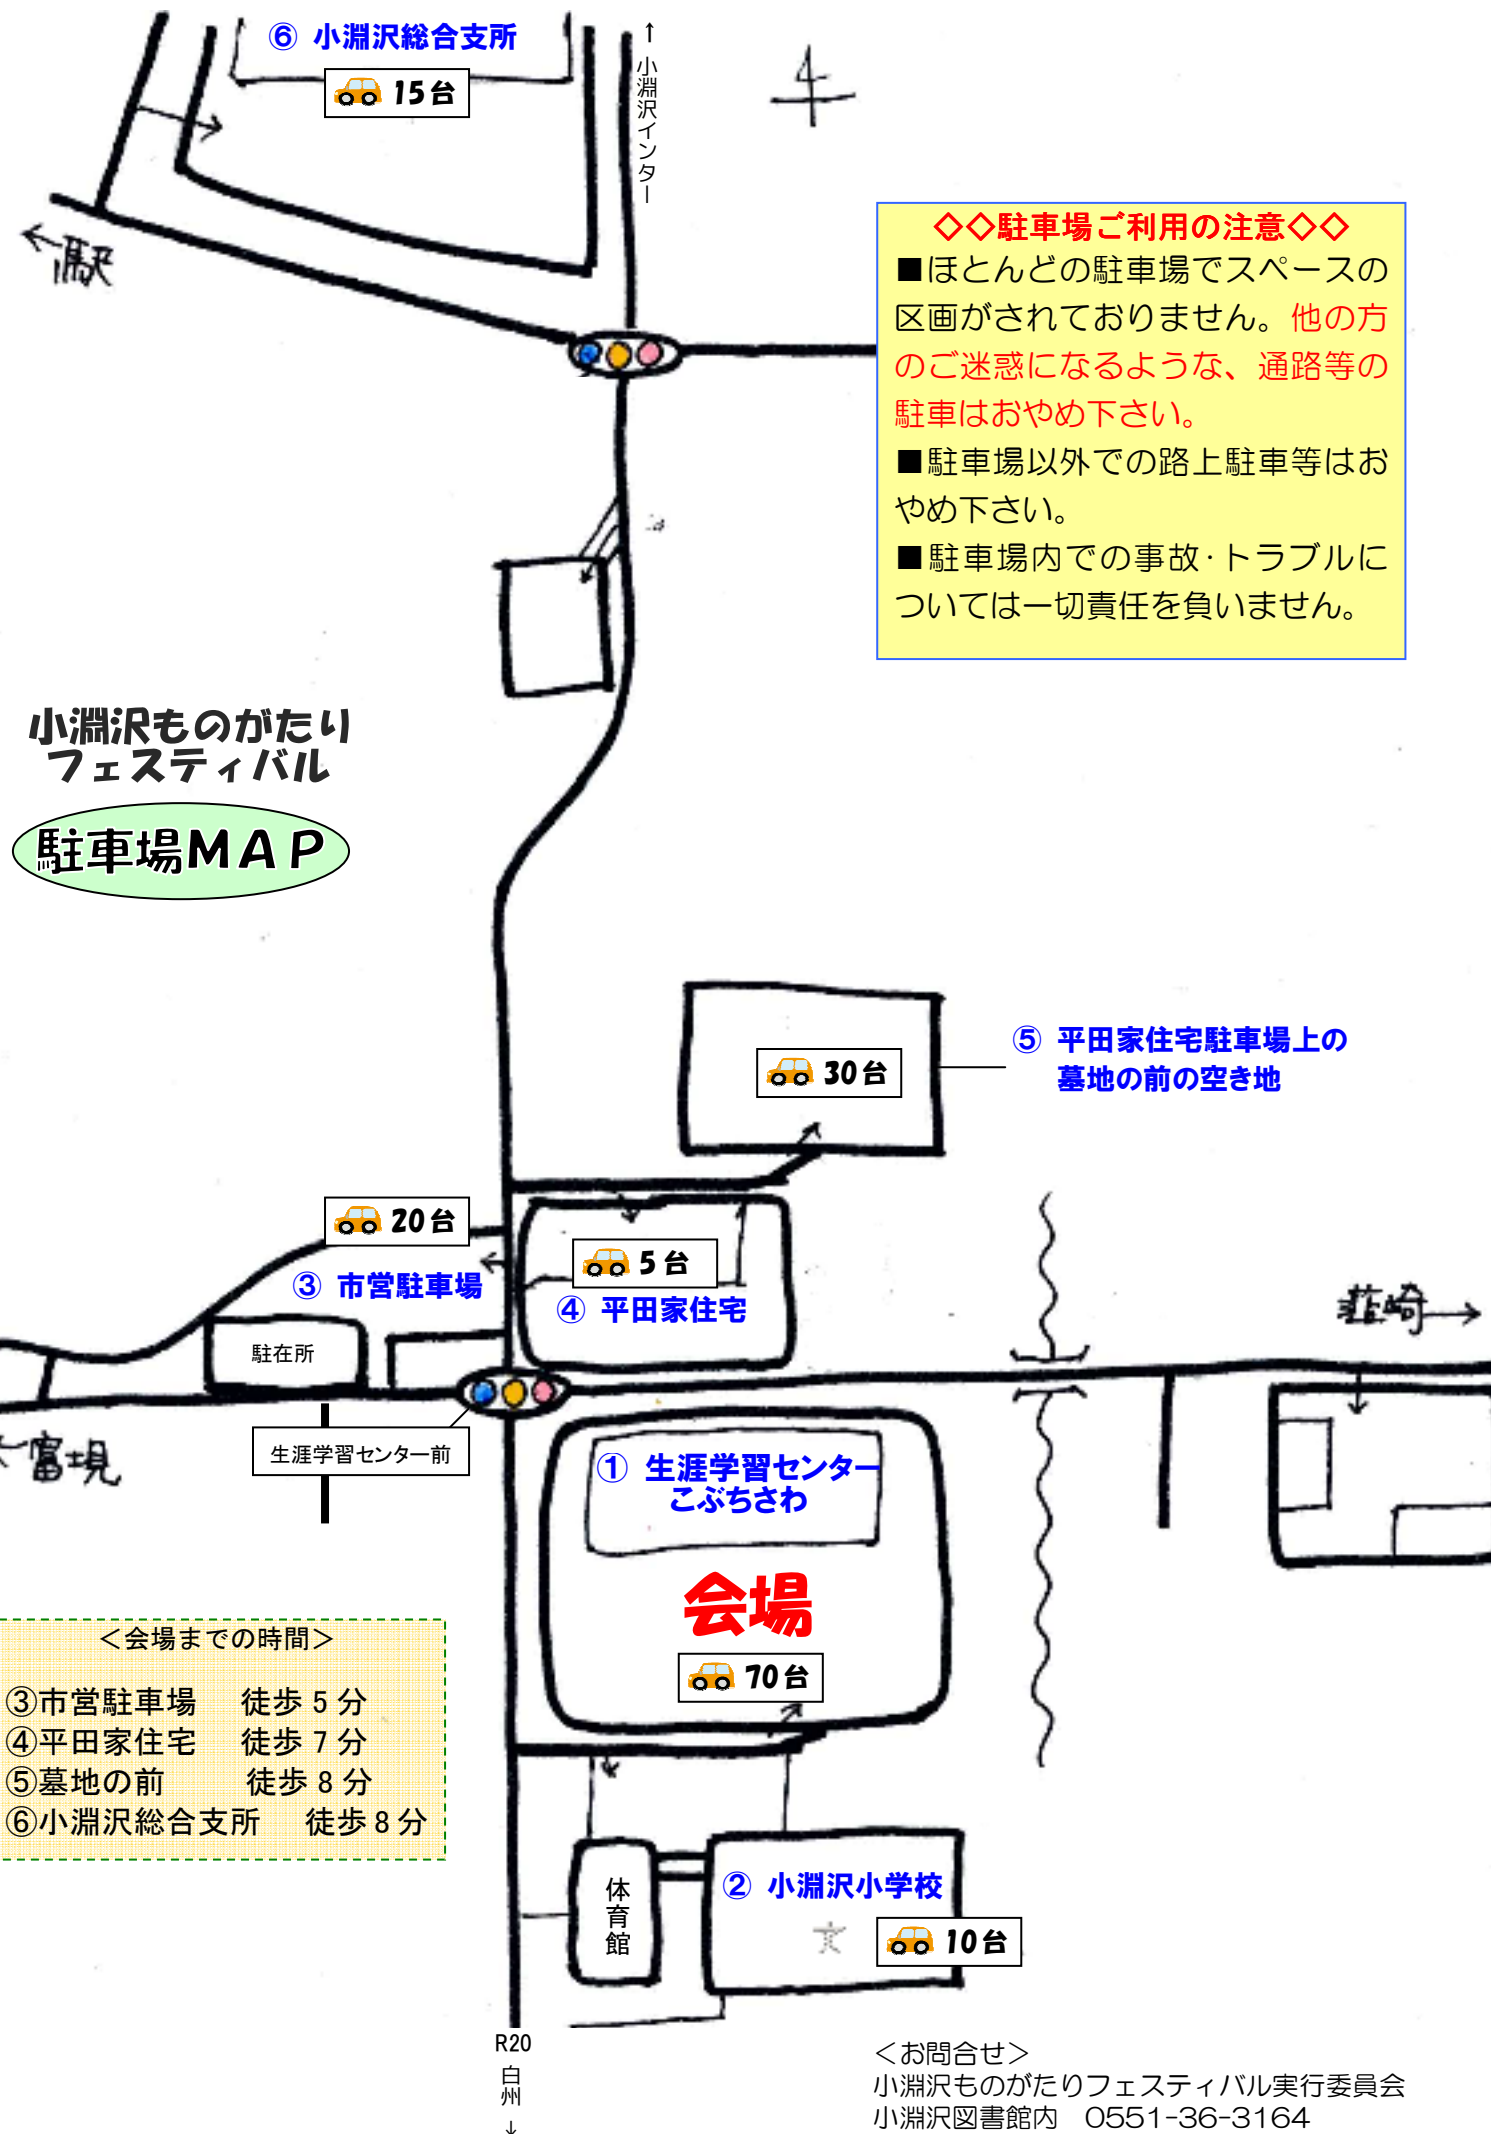 ⑥ 小淵沢総合支所
15台
↑小淵沢インター
←馬駅
◇◇駐車場ご利用の注意◇◇
■ほとんどの駐車場でスペースの
区画がされておりません。他の方
のご迷惑になるような、通路等の
駐車はおやめ下さい。
■駐車場以外での路上駐車等はお
やめ下さい。
■駐車場内での事故・トラブルに
ついては一切責任を負いません。
小淵沢ものがたり
フェスティバル
駐車場MAP
30台
⑤ 平田家住宅駐車場上の
墓地の前の空き地
20台
③ 市営駐車場
5台
④ 平田家住宅
韮崎→
駐在所
生涯学習センター前
←富士見
① 生涯学習センター
こぶちさわ
会場
70台
＜会場までの時間＞
③市営駐車場 徒歩5分
④平田家住宅 徒歩7分
⑤墓地の前 徒歩8分
⑥小淵沢総合支所 徒歩8分
体育館
② 小淵沢小学校
文
10台
R20
白州↓
＜お問合せ＞
小淵沢ものがたりフェスティバル実行委員会
小淵沢図書館内 0551-36-3164